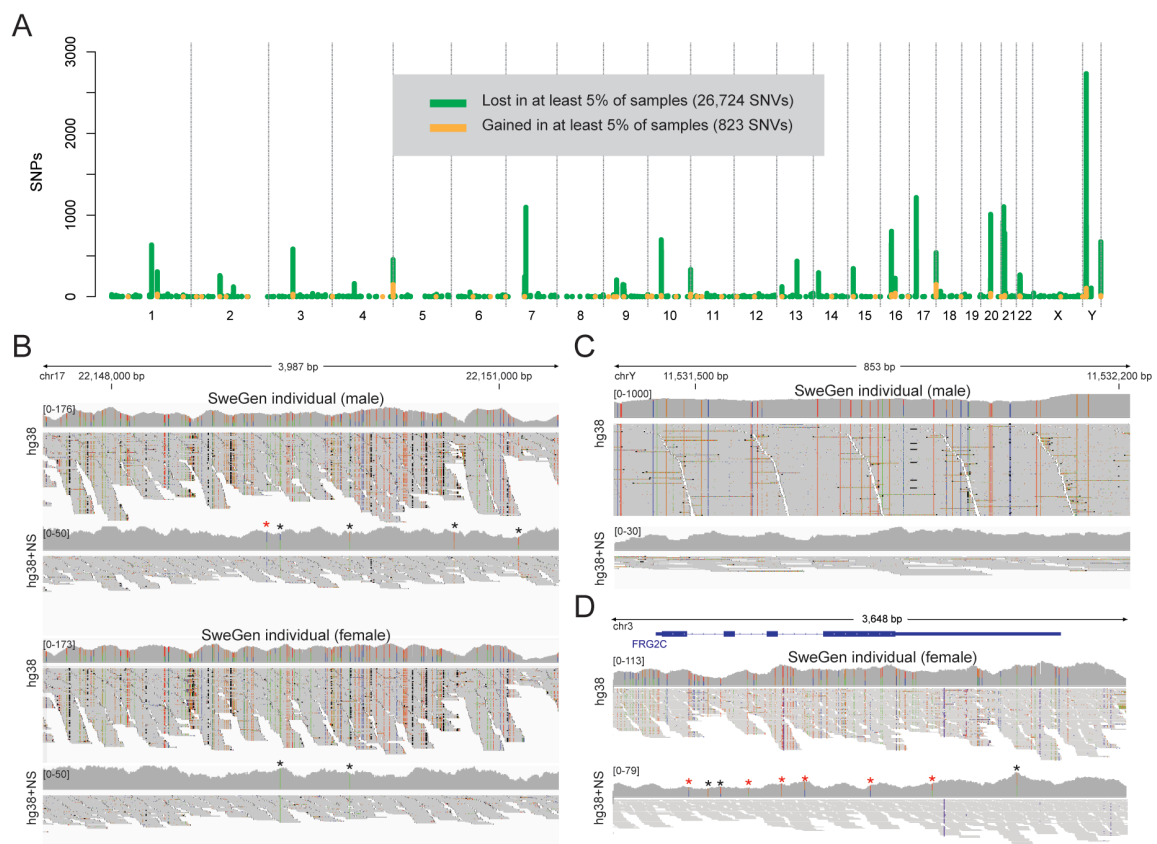 A
3000
2000
1000
0
SNPs
Lost in at least 5% of samples (26,724 SNVs)
Gained in at least 5% of samples (823 SNVs)
1 2 3 4 5 6 7 8 9 10 11 12 13 14 15 16 17 18 19 20 21 22 X Y
B
3,987 bp
chr17 22,148,000 bp 22,151,000 bp
SweGen individual (male)
[0-176]
hg38
[0-50] * * * * *
hg38+NS
SweGen individual (female)
[0-173]
hg38
[0-50] * *
hg38+NS
C
853 bp
chrY 11,531,500 bp 11,532,200 bp
SweGen individual (male)
[0-1000]
hg38
[0-30]
hg38+NS
D
3,648 bp
chr3
FRG2C
SweGen individual (female)
[0-113]
hg38
[0-79] * * * * * * * * *
hg38+NS